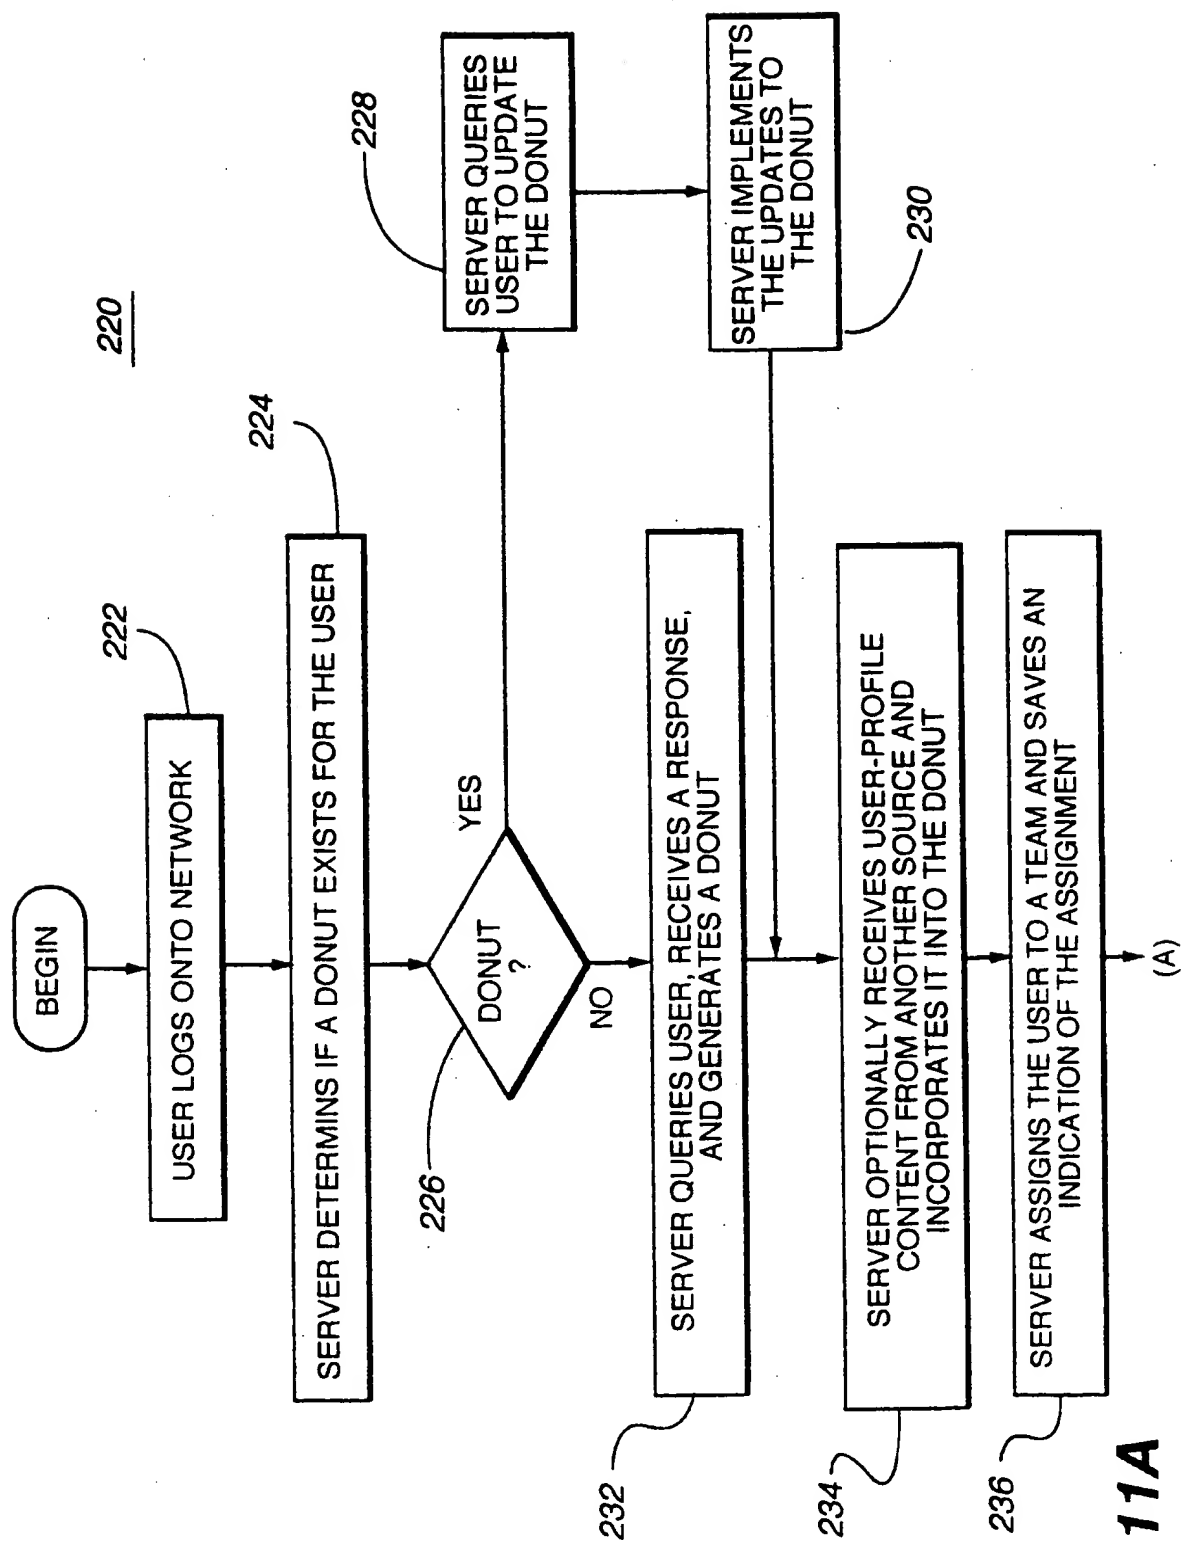 220
BEGIN
222
USER LOGS ONTO NETWORK
224
SERVER DETERMINS IF A DONUT EXISTS FOR THE USER
226
DONUT
?
YES
NO
228
SERVER QUERIES
USER TO UPDATE
THE DONUT
SERVER IMPLEMENTS
THE UPDATES TO
THE DONUT
230
232
SERVER QUERIES USER, RECEIVES A RESPONSE,
AND GENERATES A DONUT
234
SERVER OPTIONALLY RECEIVES USER-PROFILE
CONTENT FROM ANOTHER SOURCE AND
INCORPORATES IT INTO THE DONUT
236
SERVER ASSIGNS THE USER TO A TEAM AND SAVES AN
INDICATION OF THE ASSIGNMENT
(A)
11A